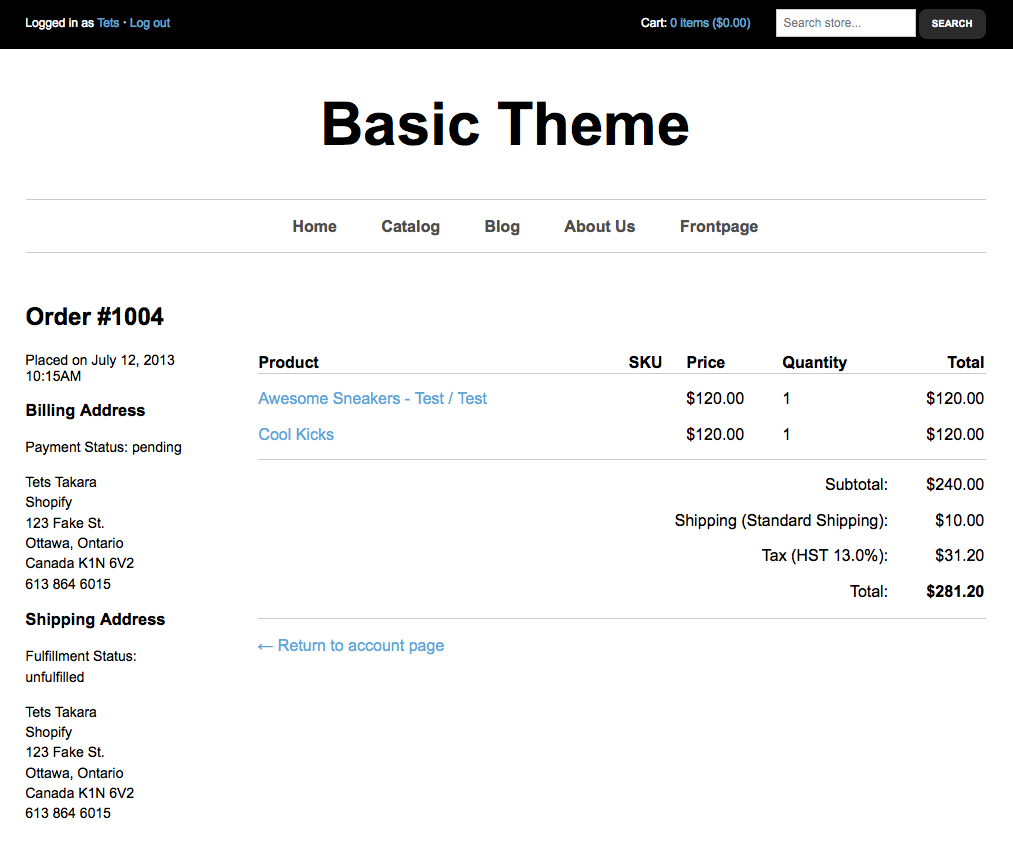 Logged in as Tets · Log out
Cart: 0 items ($0.00)
Search store...
SEARCH
Basic Theme
Home Catalog Blog About Us Frontpage
Order #1004
Placed on July 12, 2013
10:15AM
Billing Address
Payment Status: pending
Tets Takara
Shopify
123 Fake St.
Ottawa, Ontario
Canada K1N 6V2
613 864 6015
Shipping Address
Fulfillment Status:
unfulfilled
Tets Takara
Shopify
123 Fake St.
Ottawa, Ontario
Canada K1N 6V2
613 864 6015
Product SKU Price Quantity Total
Awesome Sneakers - Test / Test $120.00 1 $120.00
Cool Kicks $120.00 1 $120.00
Subtotal: $240.00
Shipping (Standard Shipping): $10.00
Tax (HST 13.0%): $31.20
Total: $281.20
← Return to account page